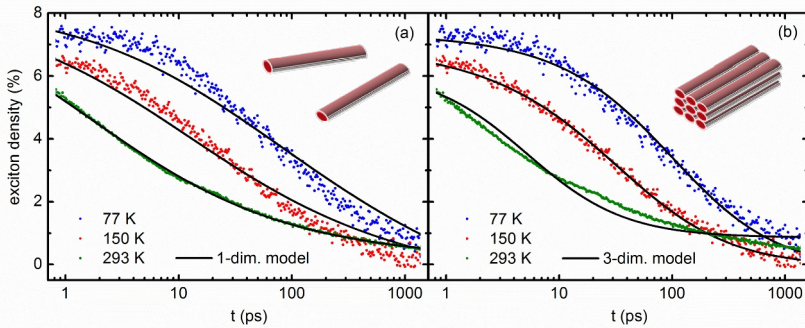 8
6
4
2
0
exciton density (%)
(a)
77 K
150 K
293 K
1-dim. model
1
10
100
1000
t (ps)
(b)
77 K
150 K
293 K
3-dim. model
1
10
100
1000
t (ps)